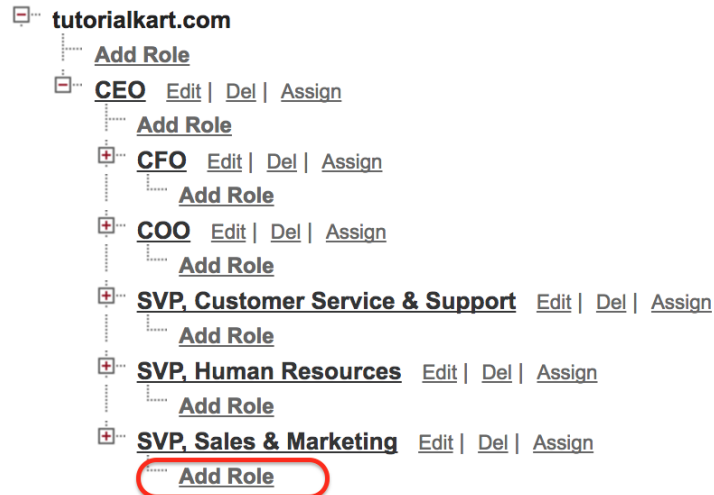 tutorialkart.com
Add Role
CEO Edit | Del | Assign
Add Role
CFO Edit | Del | Assign
Add Role
COO Edit | Del | Assign
Add Role
SVP, Customer Service & Support Edit | Del | Assign
Add Role
SVP, Human Resources Edit | Del | Assign
Add Role
SVP, Sales & Marketing Edit | Del | Assign
Add Role